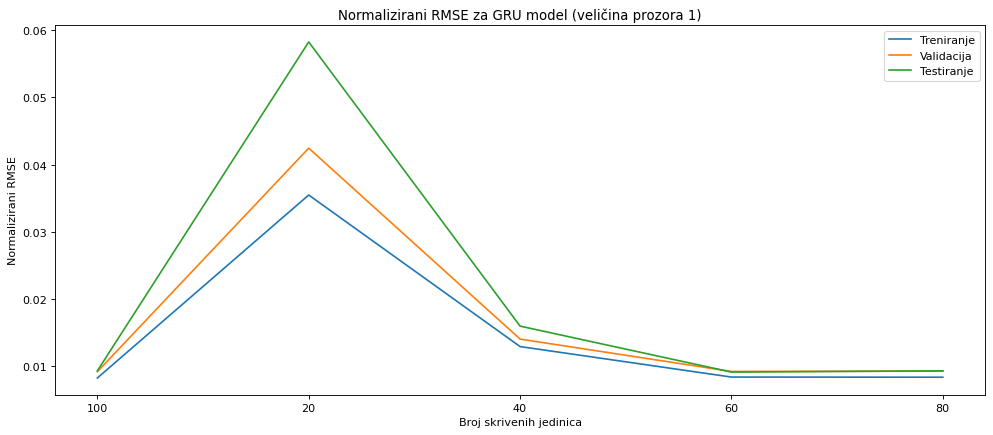 Normalizirani RMSE za GRU model (veličina prozora 1)
Treniranje
Validacija
Testiranje
Normalizirani RMSE
0.06
0.05
0.04
0.03
0.02
0.01
100 20 40 60 80
Broj skrivenih jedinica